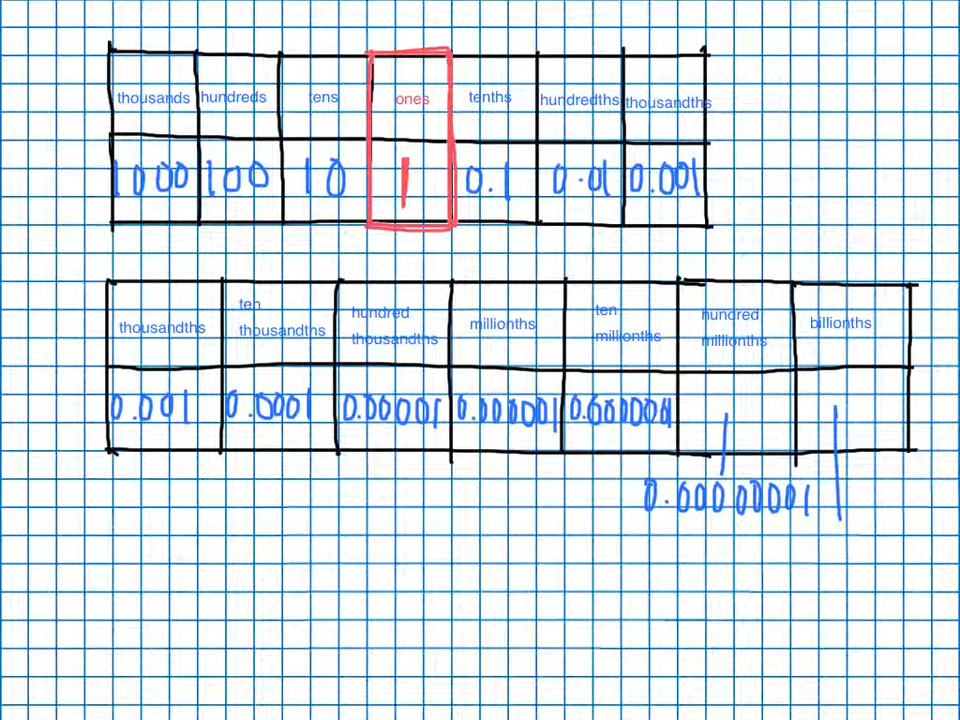 thousands hundreds tens ones tenths hundredths thousandths
1000 100 10 1 0.1 0.01 0.001
thousandths ten thousandths hundred thousandths millionths ten millionths hundred millionths billionths
0.001 0.0001 0.00001 0.000001 0.0000001
0.00000001